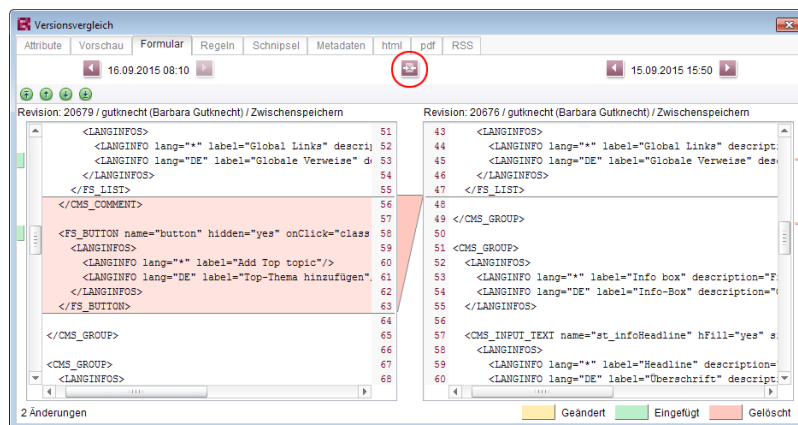 Versionsvergleich
Attribute Vorschau Formular Regeln Schnipsel Metadaten html pdf RSS
16.09.2015 08:10 15.09.2015 15:50
Revision: 20679 / gutknecht (Barbara Gutknecht) / Zwischenspeichern
<LANGINFOS> 51
<LANGINFO lang="*" label="Global Links" descrip 52
<LANGINFO lang="DE" label="Globale Verweise" de 53
</LANGINFOS> 54
</FS_LIST> 55
</CMS_COMMENT> 56
57
<FS_BUTTON name="button" hidden="yes" onClick="class 58
<LANGINFOS> 59
<LANGINFO lang="*" label="Add Top topic"/> 60
<LANGINFO lang="DE" label="Top-Thema hinzufügen" 61
</LANGINFOS> 62
</FS_BUTTON> 63
64
</CMS_GROUP> 65
66
<CMS_GROUP> 67
<LANGINFOS> 68
Revision: 20676 / gutknecht (Barbara Gutknecht) / Zwischenspeichern
43 <LANGINFOS>
44 <LANGINFO lang="*" label="Global Links" descript
45 <LANGINFO lang="DE" label="Globale Verweise" des
46 </LANGINFOS>
47 </FS_LIST>
48
49 </CMS_GROUP>
50
51 <CMS_GROUP>
52 <LANGINFOS>
53 <LANGINFO lang="*" label="Info box" description="F
54 <LANGINFO lang="DE" label="Info-Box" description="
55 </LANGINFOS>
56
57 <CMS_INPUT_TEXT name="st_infoHeadline" hFill="yes" s
58 <LANGINFOS>
59 <LANGINFO lang="*" label="Headline" description=
60 <LANGINFO lang="DE" label="Überschrift" descript
2 Änderungen Geändert Eingefügt Gelöscht